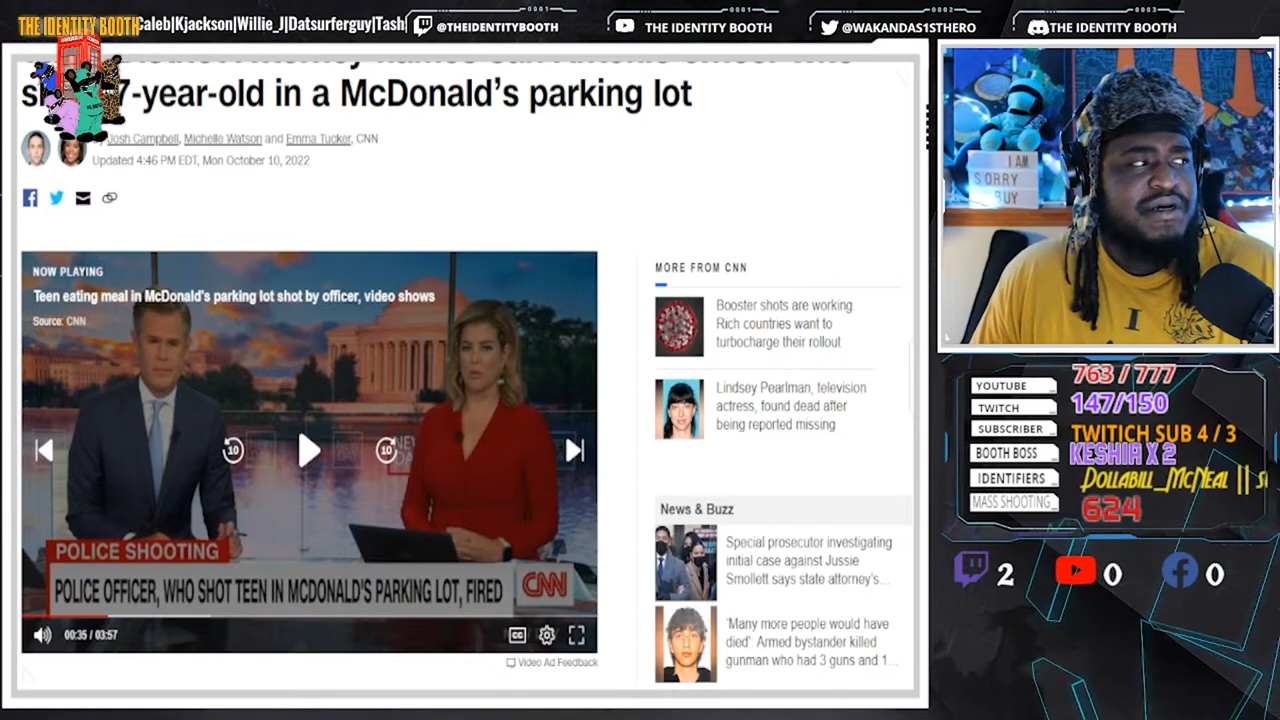 THE IDENTITY BOOTH
Caleb|Kjackson|Willie_J|Datsurferguy|Tash|
@THEIDENTITYBOOTH
THE IDENTITY BOOTH
@WAKANDAS1STHERO
THE IDENTITY BOOTH
7-year-old in a McDonald's parking lot
Josh Campbell, Michelle Watson and Emma Tucker, CNN
Updated 4:46 PM EDT, Mon October 10, 2022
NOW PLAYING
Teen eating meal in McDonald's parking lot shot by officer, video shows
Source: CNN
10
10
POLICE SHOOTING
POLICE OFFICER, WHO SHOT TEEN IN MCDONALD'S PARKING LOT, FIRED
CNN
00:35 / 03:57
CC
Video Ad Feedback
MORE FROM CNN
Booster shots are working
Rich countries want to
turbocharge their rollout
Lindsey Pearlman, television
actress, found dead after
being reported missing
News & Buzz
Special prosecutor investigating
initial case against Jussie
Smollett says state attorney's...
'Many more people would have
died'. Armed bystander killed
gunman who had 3 guns and 1...
I AM
SORRY
BUY
I
YOUTUBE 763 / 777
TWITCH 147/150
SUBSCRIBER TWITICH SUB 4 / 3
BOOTH BOSS KESHIA X 2
IDENTIFIERS DOLLABILL_MCNEAL ||
MASS SHOOTING 624
2 0 0